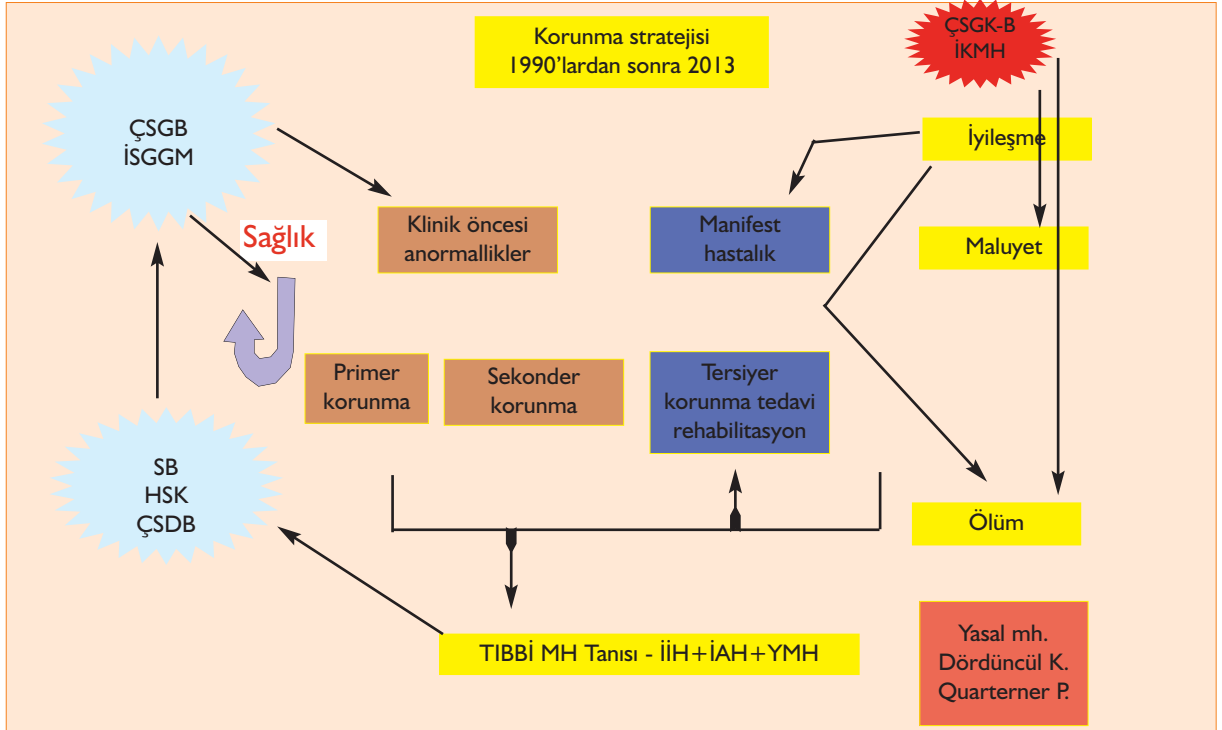 Korunma stratejisi
1990'lardan sonra 2013
ÇSGK-B
İKMH
ÇSGB
İSGGM
İyileşme
Sağlık
Klinik öncesi
anormallikler
Manifest
hastalık
Maluyet
Primer
korunma
Sekonder
korunma
Tersiyer
korunma tedavi
rehabilitasyon
SB
HSK
ÇSDB
Ölüm
TIBBİ MH Tanısı - İİH+İAH+YMH
Yasal mh.
Dördüncül K.
Quarterner P.